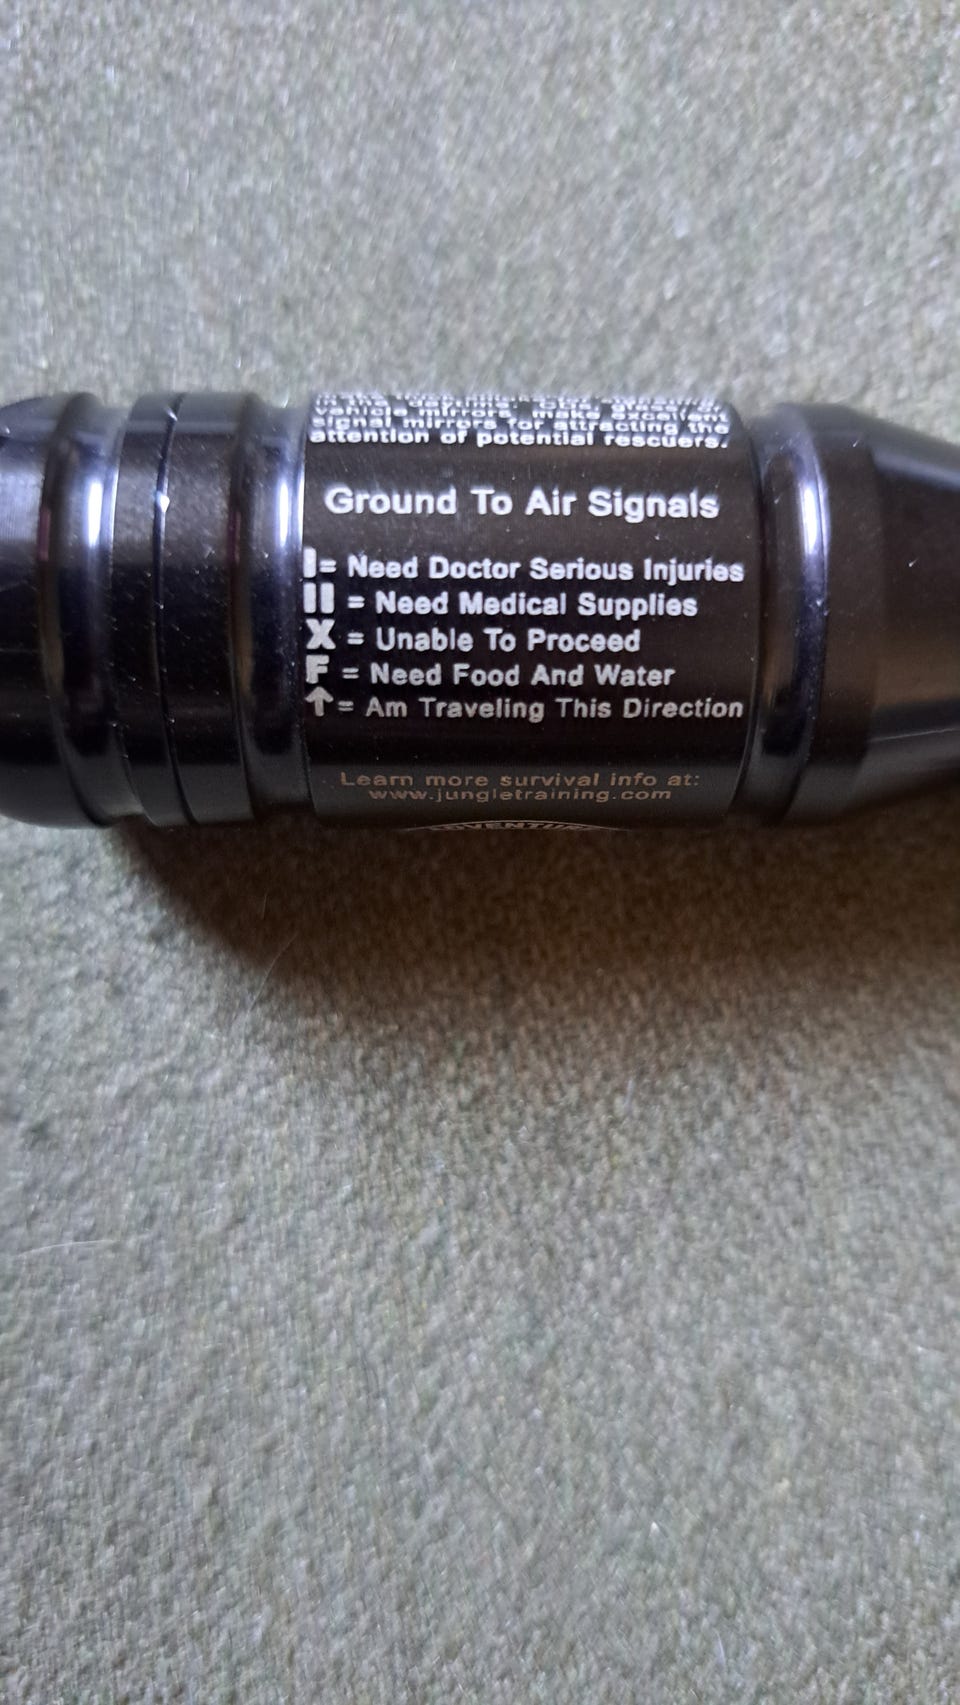 vehicle mirrors, make excellent
signal mirrors for attracting the
attention of potential rescuers.
Ground To Air Signals
I = Need Doctor Serious Injuries
II = Need Medical Supplies
X = Unable To Proceed
F = Need Food And Water
↑ = Am Traveling This Direction
Learn more survival info at:
www.jungletraining.com